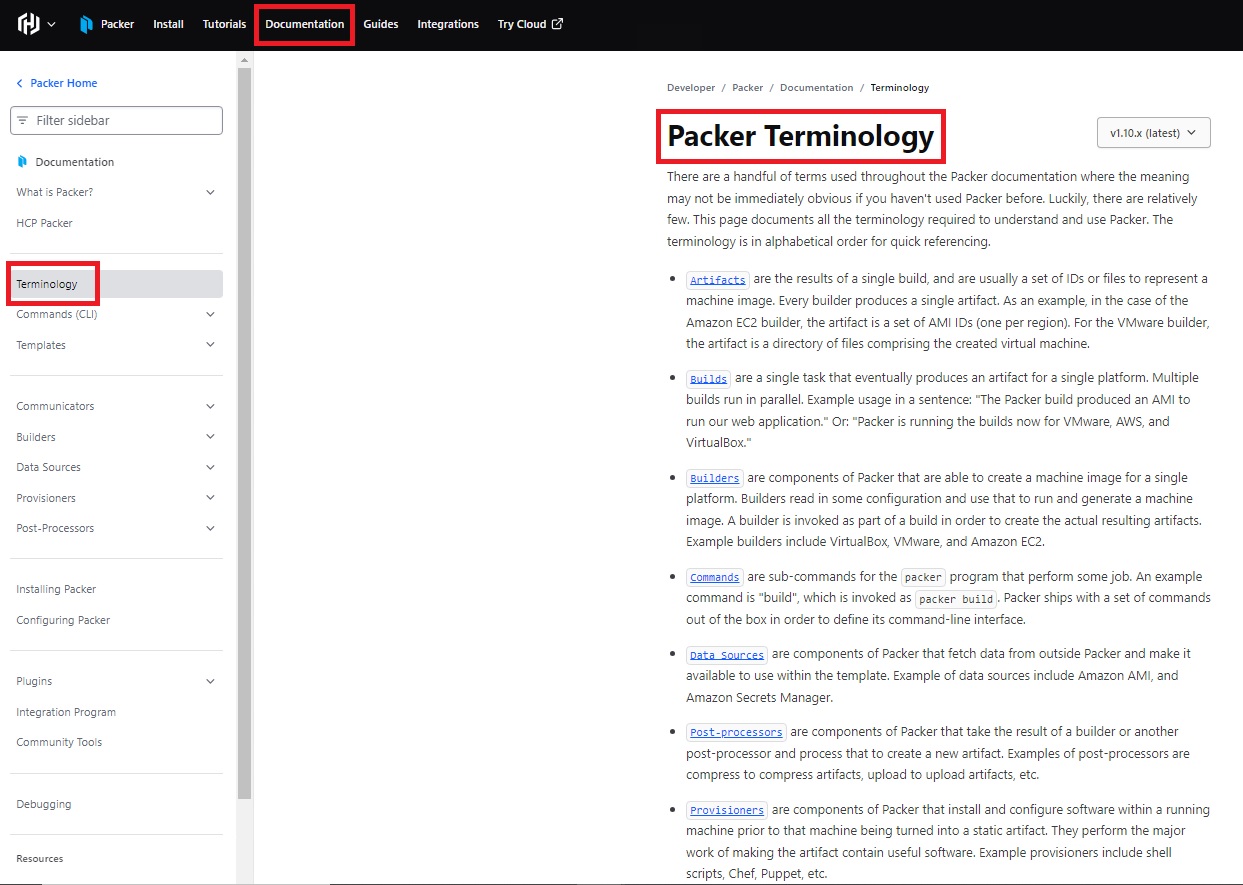 Packer Install Tutorials Documentation Guides Integrations Try Cloud
Packer Home
Filter sidebar
Documentation
What is Packer?
HCP Packer
Terminology
Commands (CLI)
Templates
Communicators
Builders
Data Sources
Provisioners
Post-Processors
Installing Packer
Configuring Packer
Plugins
Integration Program
Community Tools
Debugging
Resources
Developer / Packer / Documentation / Terminology
Packer Terminology
v1.10.x (latest)
There are a handful of terms used throughout the Packer documentation where the meaning
may not be immediately obvious if you haven't used Packer before. Luckily, there are relatively
few. This page documents all the terminology required to understand and use Packer. The
terminology is in alphabetical order for quick referencing.
• Artifacts are the results of a single build, and are usually a set of IDs or files to represent a
machine image. Every builder produces a single artifact. As an example, in the case of the
Amazon EC2 builder, the artifact is a set of AMI IDs (one per region). For the VMware builder,
the artifact is a directory of files comprising the created virtual machine.
• Builds are a single task that eventually produces an artifact for a single platform. Multiple
builds run in parallel. Example usage in a sentence: "The Packer build produced an AMI to
run our web application." Or: "Packer is running the builds now for VMware, AWS, and
VirtualBox."
• Builders are components of Packer that are able to create a machine image for a single
platform. Builders read in some configuration and use that to run and generate a machine
image. A builder is invoked as part of a build in order to create the actual resulting artifacts.
Example builders include VirtualBox, VMware, and Amazon EC2.
• Commands are sub-commands for the packer program that perform some job. An example
command is "build", which is invoked as packer build. Packer ships with a set of commands
out of the box in order to define its command-line interface.
• Data Sources are components of Packer that fetch data from outside Packer and make it
available to use within the template. Example of data sources include Amazon AMI, and
Amazon Secrets Manager.
• Post-processors are components of Packer that take the result of a builder or another
post-processor and process that to create a new artifact. Examples of post-processors are
compress to compress artifacts, upload to upload artifacts, etc.
• Provisioners are components of Packer that install and configure software within a running
machine prior to that machine being turned into a static artifact. They perform the major
work of making the artifact contain useful software. Example provisioners include shell
scripts, Chef, Puppet, etc.